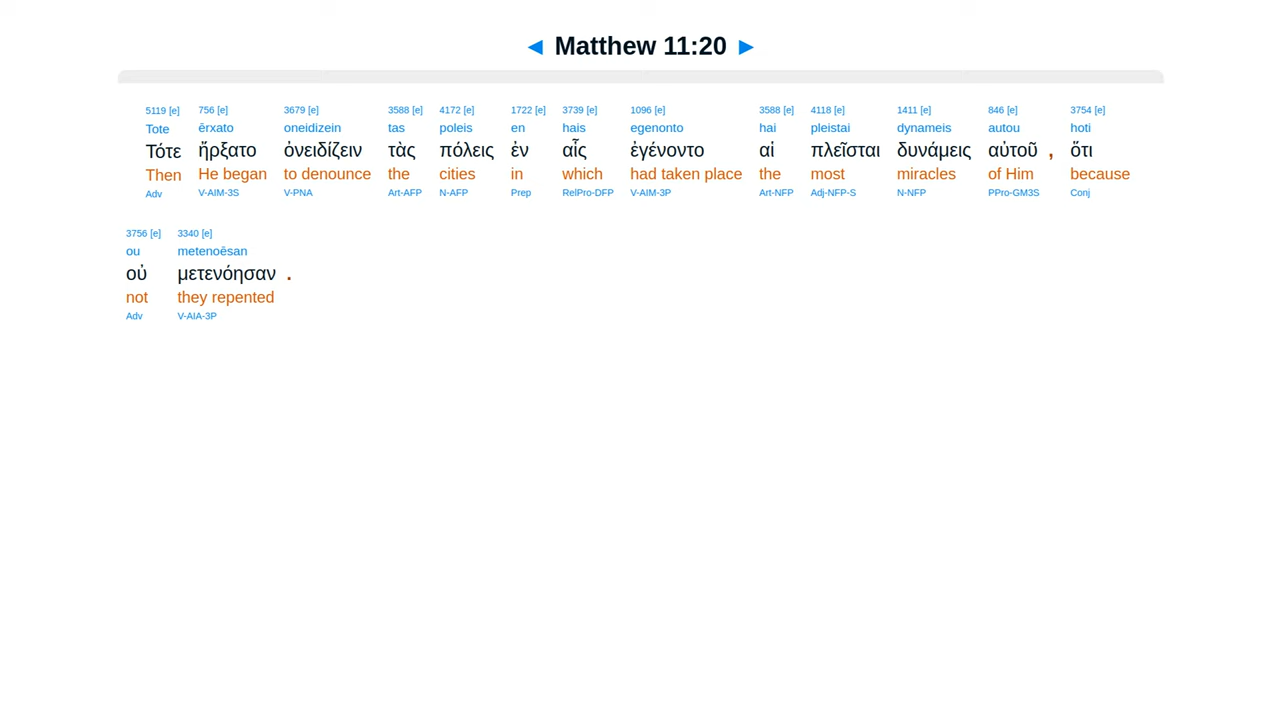 ◄ Matthew 11:20 ►
5119 [e] 756 [e] 3679 [e] 3588 [e] 4172 [e] 1722 [e] 3739 [e] 1096 [e] 3588 [e] 4118 [e] 1411 [e] 846 [e] 3754 [e]
Tote ērxato oneidizein tas poleis en hais egenonto hai pleistai dynameis autou hoti
Τότε ἤρξατο ὀνειδίζειν τὰς πόλεις ἐν αἷς ἐγένοντο αἱ πλεῖσται δυνάμεις αὐτοῦ , ὅτι
Then He began to denounce the cities in which had taken place the most miracles of Him because
Adv V-AIM-3S V-PNA Art-AFP N-AFP Prep RelPro-DFP V-AIM-3P Art-NFP Adj-NFP-S N-NFP PPro-GM3S Conj
3756 [e] 3340 [e]
ou metenoēsan
οὐ μετενόησαν .
not they repented
Adv V-AIA-3P